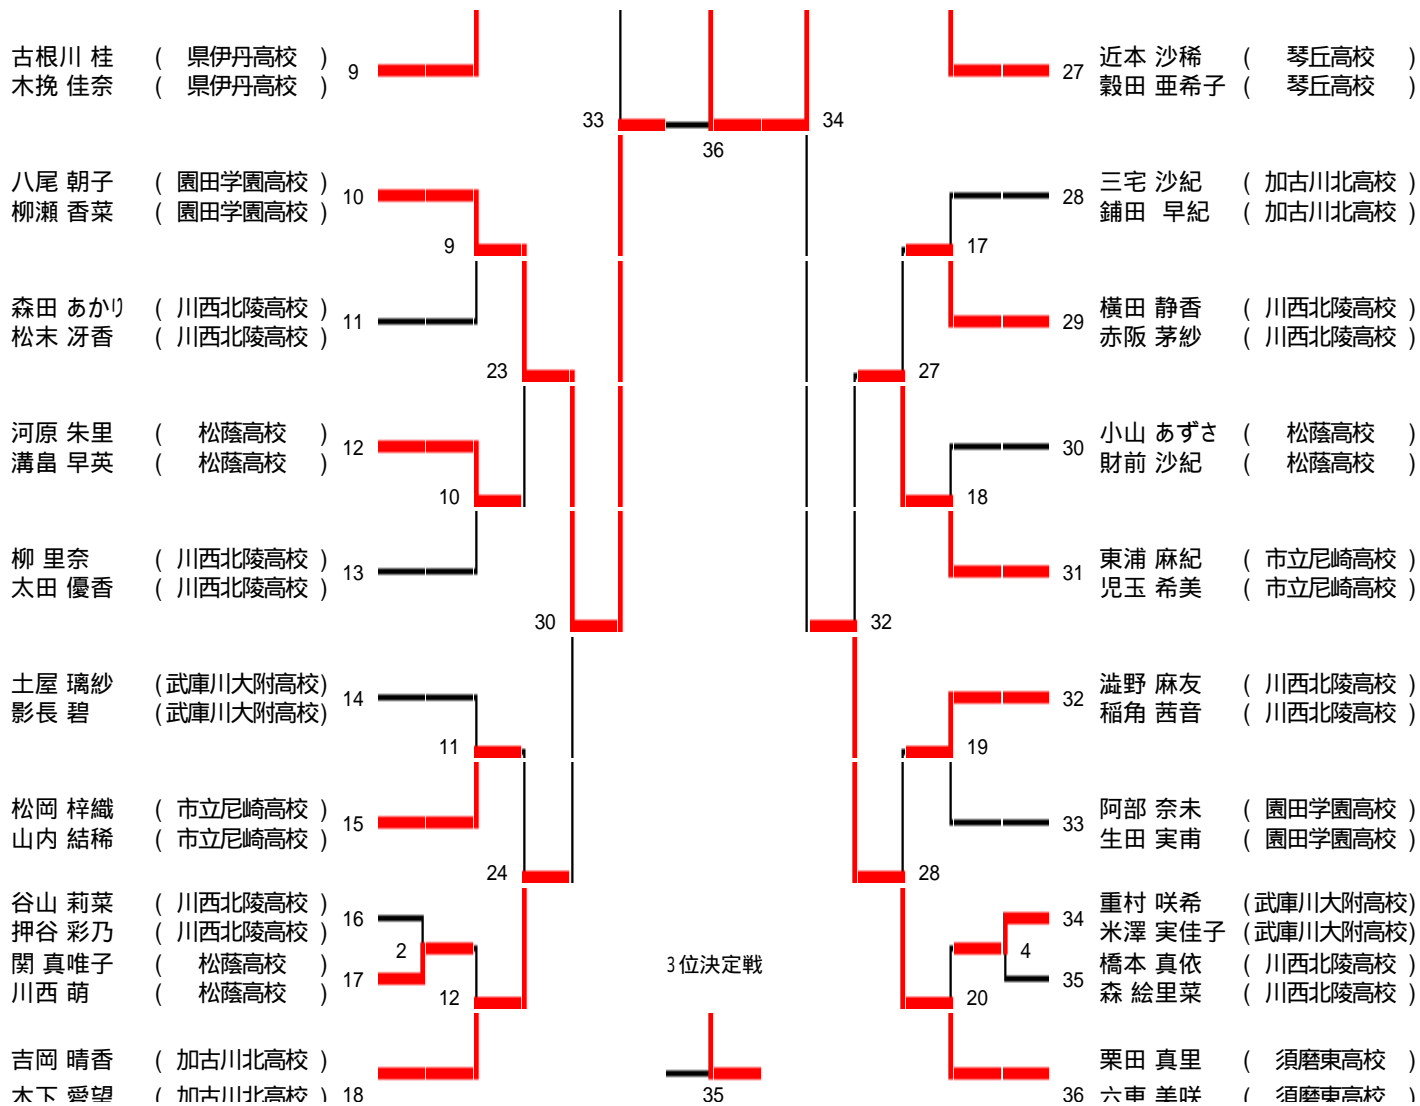 古根川 桂 ( 県伊丹高校 )
木挽 佳奈 ( 県伊丹高校 )
9
八尾 朝子 ( 園田学園高校 )
柳瀬 香菜 ( 園田学園高校 )
10
9
森田 あかり ( 川西北陵高校 )
松末 冴香 ( 川西北陵高校 )
11
23
河原 朱里 ( 松蔭高校 )
溝畠 早英 ( 松蔭高校 )
12
10
柳 里奈 ( 川西北陵高校 )
太田 優香 ( 川西北陵高校 )
13
30
土屋 璃紗 (武庫川大附高校)
影長 碧 (武庫川大附高校)
14
11
松岡 梓織 ( 市立尼崎高校 )
山内 結稀 ( 市立尼崎高校 )
15
24
谷山 莉菜 ( 川西北陵高校 )
押谷 彩乃 ( 川西北陵高校 )
16
2
関 真唯子 ( 松蔭高校 )
川西 萌 ( 松蔭高校 )
17
12
吉岡 晴香 ( 加古川北高校 )
木下 愛望 ( 加古川北高校 )
18
33
36
34
3位決定戦
35
近本 沙稀 ( 琴丘高校 )
穀田 亜希子 ( 琴丘高校 )
27
三宅 沙紀 ( 加古川北高校 )
鋪田 早紀 ( 加古川北高校 )
28
17
横田 静香 ( 川西北陵高校 )
赤阪 茅紗 ( 川西北陵高校 )
29
27
小山 あずさ ( 松蔭高校 )
財前 沙紀 ( 松蔭高校 )
30
18
東浦 麻紀 ( 市立尼崎高校 )
児玉 希美 ( 市立尼崎高校 )
31
32
澁野 麻友 ( 川西北陵高校 )
稲角 茜音 ( 川西北陵高校 )
32
19
阿部 奈未 ( 園田学園高校 )
生田 実甫 ( 園田学園高校 )
33
28
重村 咲希 (武庫川大附高校)
米澤 実佳子 (武庫川大附高校)
34
4
橋本 真依 ( 川西北陵高校 )
森 絵里菜 ( 川西北陵高校 )
35
20
栗田 真里 ( 須磨東高校 )
六車 美咲 ( 須磨東高校 )
36